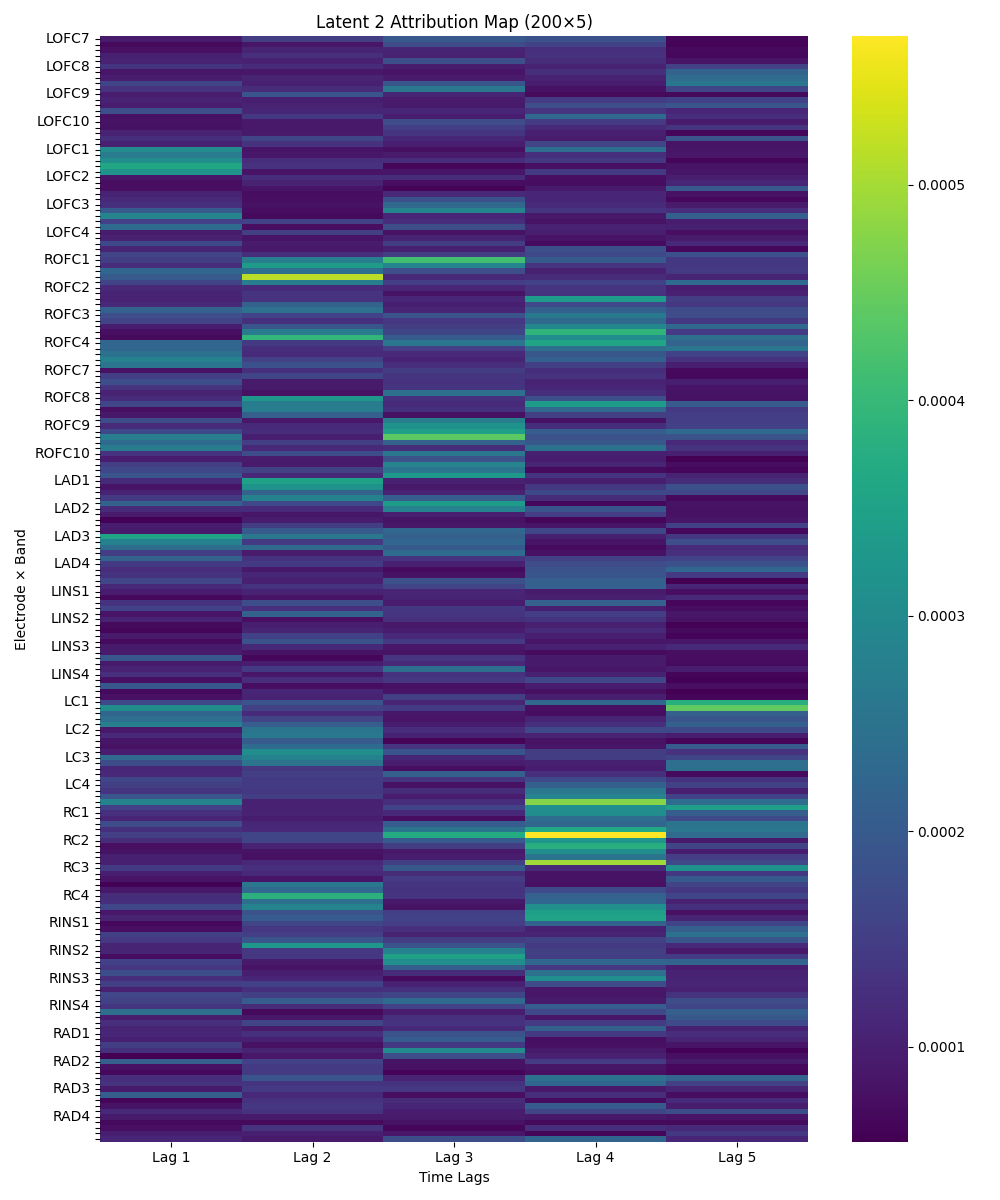 Latent 2 Attribution Map (200×5)
Electrode × Band
LOFC7
LOFC8
LOFC9
LOFC10
LOFC1
LOFC2
LOFC3
LOFC4
ROFC1
ROFC2
ROFC3
ROFC4
ROFC7
ROFC8
ROFC9
ROFC10
LAD1
LAD2
LAD3
LAD4
LINS1
LINS2
LINS3
LINS4
LC1
LC2
LC3
LC4
RC1
RC2
RC3
RC4
RINS1
RINS2
RINS3
RINS4
RAD1
RAD2
RAD3
RAD4
Lag 1 Lag 2 Lag 3 Lag 4 Lag 5
Time Lags
0.0005
0.0004
0.0003
0.0002
0.0001